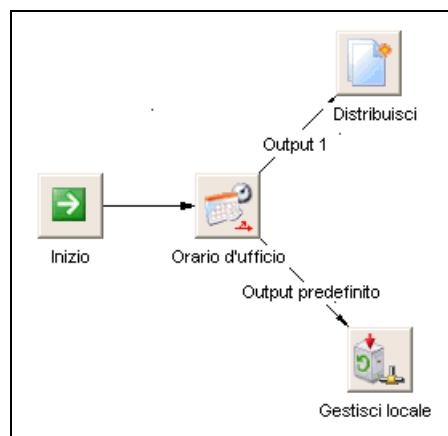 Distribuisci
Output 1
Inizio
Orario d'ufficio
Output predefinito
Gestisci locale